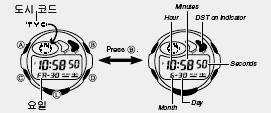 도시 코드
Minutes
Hour
DST on Indicator
TYO
A
B
Press B.
10:58 50
10:58 50
Seconds
C
D
FR-30
6-30
L
요일
Month
Day